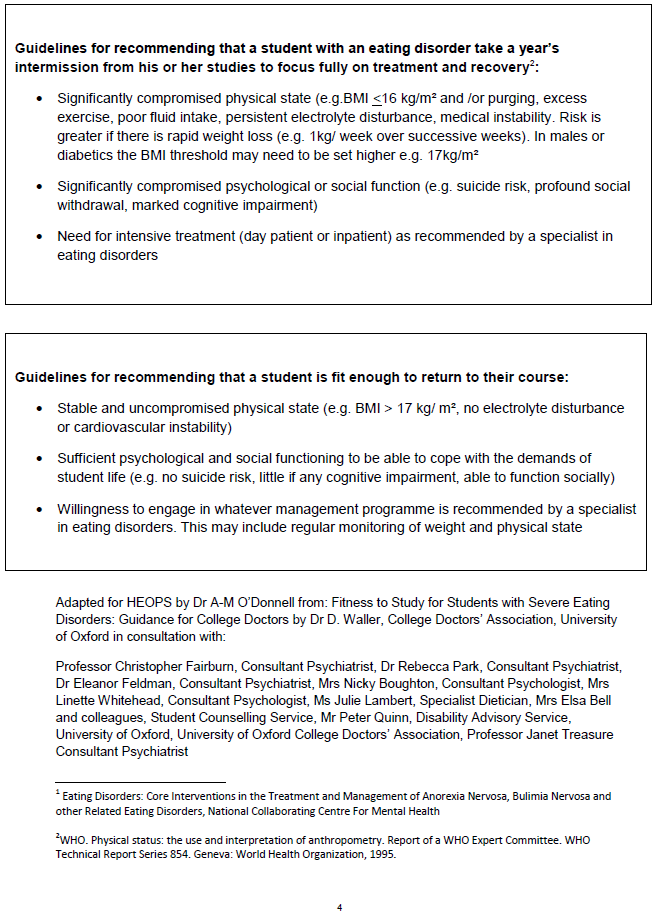 Guidelines for recommending that a student with an eating disorder take a year's
intermission from his or her studies to focus fully on treatment and recovery²:
• Significantly compromised physical state (e.g.BMI <16 kg/m² and /or purging, excess
exercise, poor fluid intake, persistent electrolyte disturbance, medical instability. Risk is
greater if there is rapid weight loss (e.g. 1kg/ week over successive weeks). In males or
diabetics the BMI threshold may need to be set higher e.g. 17kg/m²
• Significantly compromised psychological or social function (e.g. suicide risk, profound social
withdrawal, marked cognitive impairment)
• Need for intensive treatment (day patient or inpatient) as recommended by a specialist in
eating disorders
Guidelines for recommending that a student is fit enough to return to their course:
• Stable and uncompromised physical state (e.g. BMI > 17 kg/ m², no electrolyte disturbance
or cardiovascular instability)
• Sufficient psychological and social functioning to be able to cope with the demands of
student life (e.g. no suicide risk, little if any cognitive impairment, able to function socially)
• Willingness to engage in whatever management programme is recommended by a specialist
in eating disorders. This may include regular monitoring of weight and physical state
Adapted for HEOPS by Dr A-M O'Donnell from: Fitness to Study for Students with Severe Eating
Disorders: Guidance for College Doctors by Dr D. Waller, College Doctors' Association, University
of Oxford in consultation with:
Professor Christopher Fairburn, Consultant Psychiatrist, Dr Rebecca Park, Consultant Psychiatrist,
Dr Eleanor Feldman, Consultant Psychiatrist, Mrs Nicky Boughton, Consultant Psychologist, Mrs
Linette Whitehead, Consultant Psychologist, Ms Julie Lambert, Specialist Dietician, Mrs Elsa Bell
and colleagues, Student Counselling Service, Mr Peter Quinn, Disability Advisory Service,
University of Oxford, University of Oxford College Doctors' Association, Professor Janet Treasure
Consultant Psychiatrist
¹ Eating Disorders: Core Interventions in the Treatment and Management of Anorexia Nervosa, Bulimia Nervosa and
other Related Eating Disorders, National Collaborating Centre For Mental Health
²WHO. Physical status: the use and interpretation of anthropometry. Report of a WHO Expert Committee. WHO
Technical Report Series 854. Geneva: World Health Organization, 1995.
4